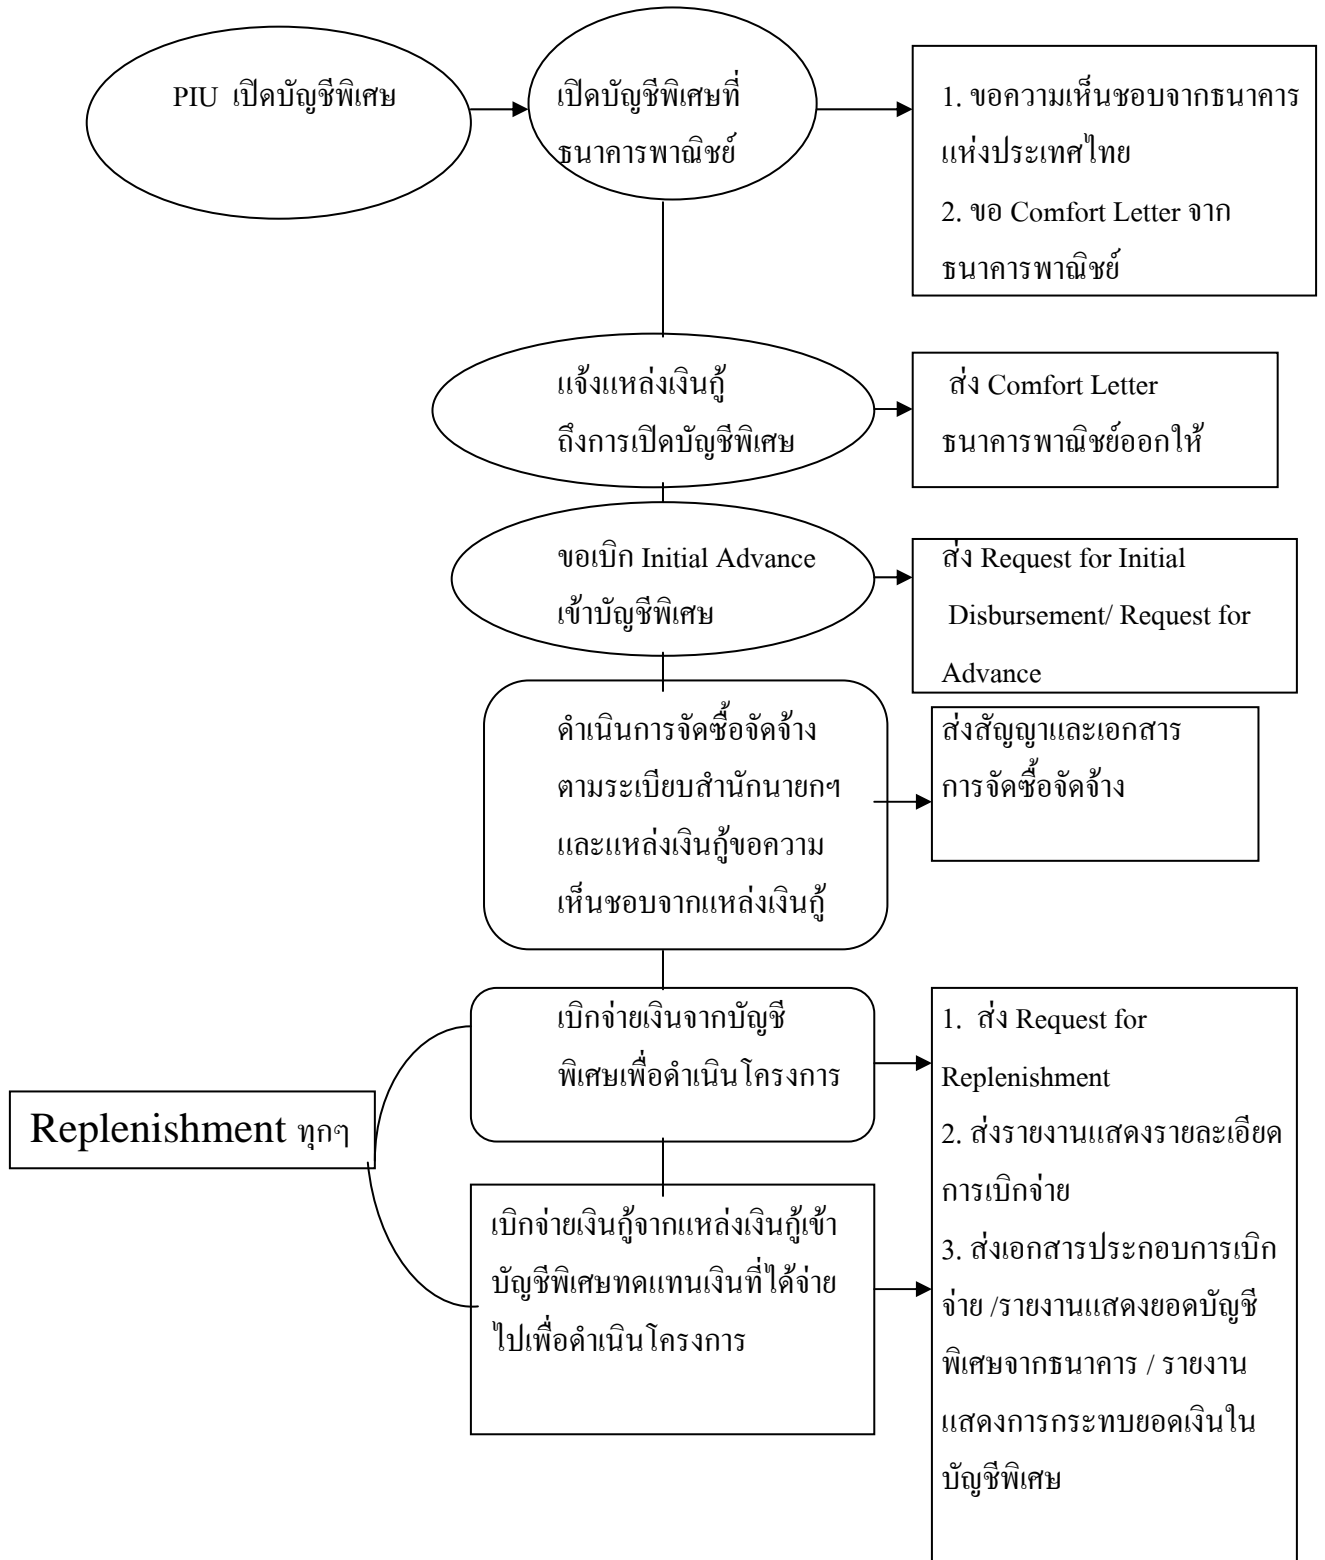 PIU เปิดบัญชีพิเศษ
เปิดบัญชีพิเศษที่
ธนาคารพาณิชย์
1. ขอความเห็นชอบจากธนาคาร
แห่งประเทศไทย
2. ขอ Comfort Letter จาก
ธนาคารพาณิชย์
แจ้งแหล่งเงินกู้
ถึงการเปิดบัญชีพิเศษ
ส่ง Comfort Letter
ธนาคารพาณิชย์ออกให้
ขอเบิก Initial Advance
เข้าบัญชีพิเศษ
ส่ง Request for Initial
Disbursement/ Request for
Advance
ดำเนินการจัดซื้อจัดจ้าง
ตามระเบียบสำนักนายกฯ
และแหล่งเงินกู้ขอความ
เห็นชอบจากแหล่งเงินกู้
ส่งสัญญาและเอกสาร
การจัดซื้อจัดจ้าง
เบิกจ่ายเงินจากบัญชี
พิเศษเพื่อดำเนินโครงการ
Replenishment ทุกๆ
เบิกจ่ายเงินกู้จากแหล่งเงินกู้เข้า
บัญชีพิเศษทดแทนเงินที่ได้จ่าย
ไปเพื่อดำเนินโครงการ
1. ส่ง Request for
Replenishment
2. ส่งรายงานแสดงรายละเอียด
การเบิกจ่าย
3. ส่งเอกสารประกอบการเบิก
จ่าย /รายงานแสดงยอดบัญชี
พิเศษจากธนาคาร / รายงาน
แสดงการกระทบยอดเงินใน
บัญชีพิเศษ